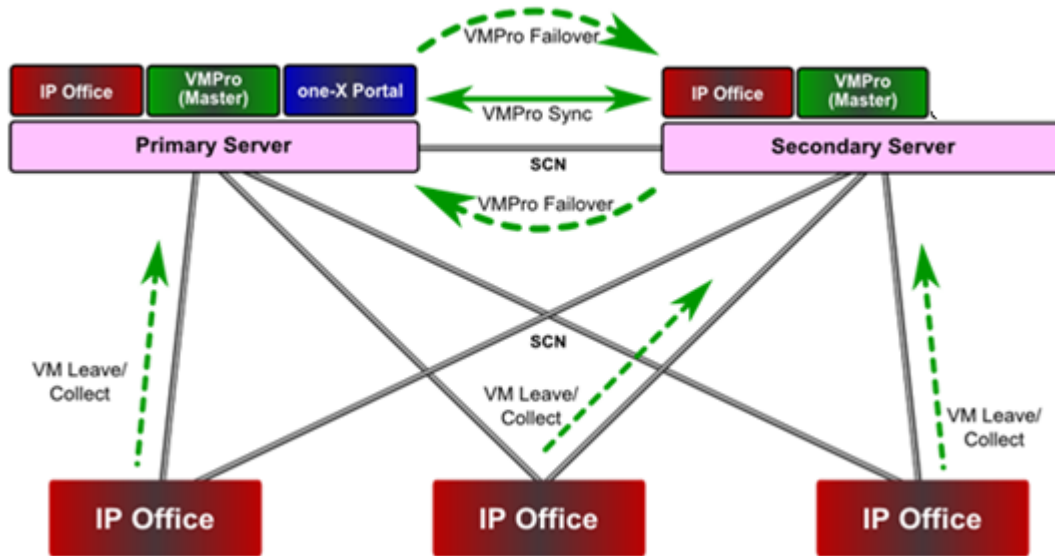 VMPro Failover
IP Office
VMPro
(Master)
one-X Portal
VMPro Sync
IP Office
VMPro
(Master)
Primary Server
SCN
Secondary Server
VMPro Failover
SCN
VM Leave/
Collect
VM Leave/
Collect
VM Leave/
Collect
IP Office
IP Office
IP Office